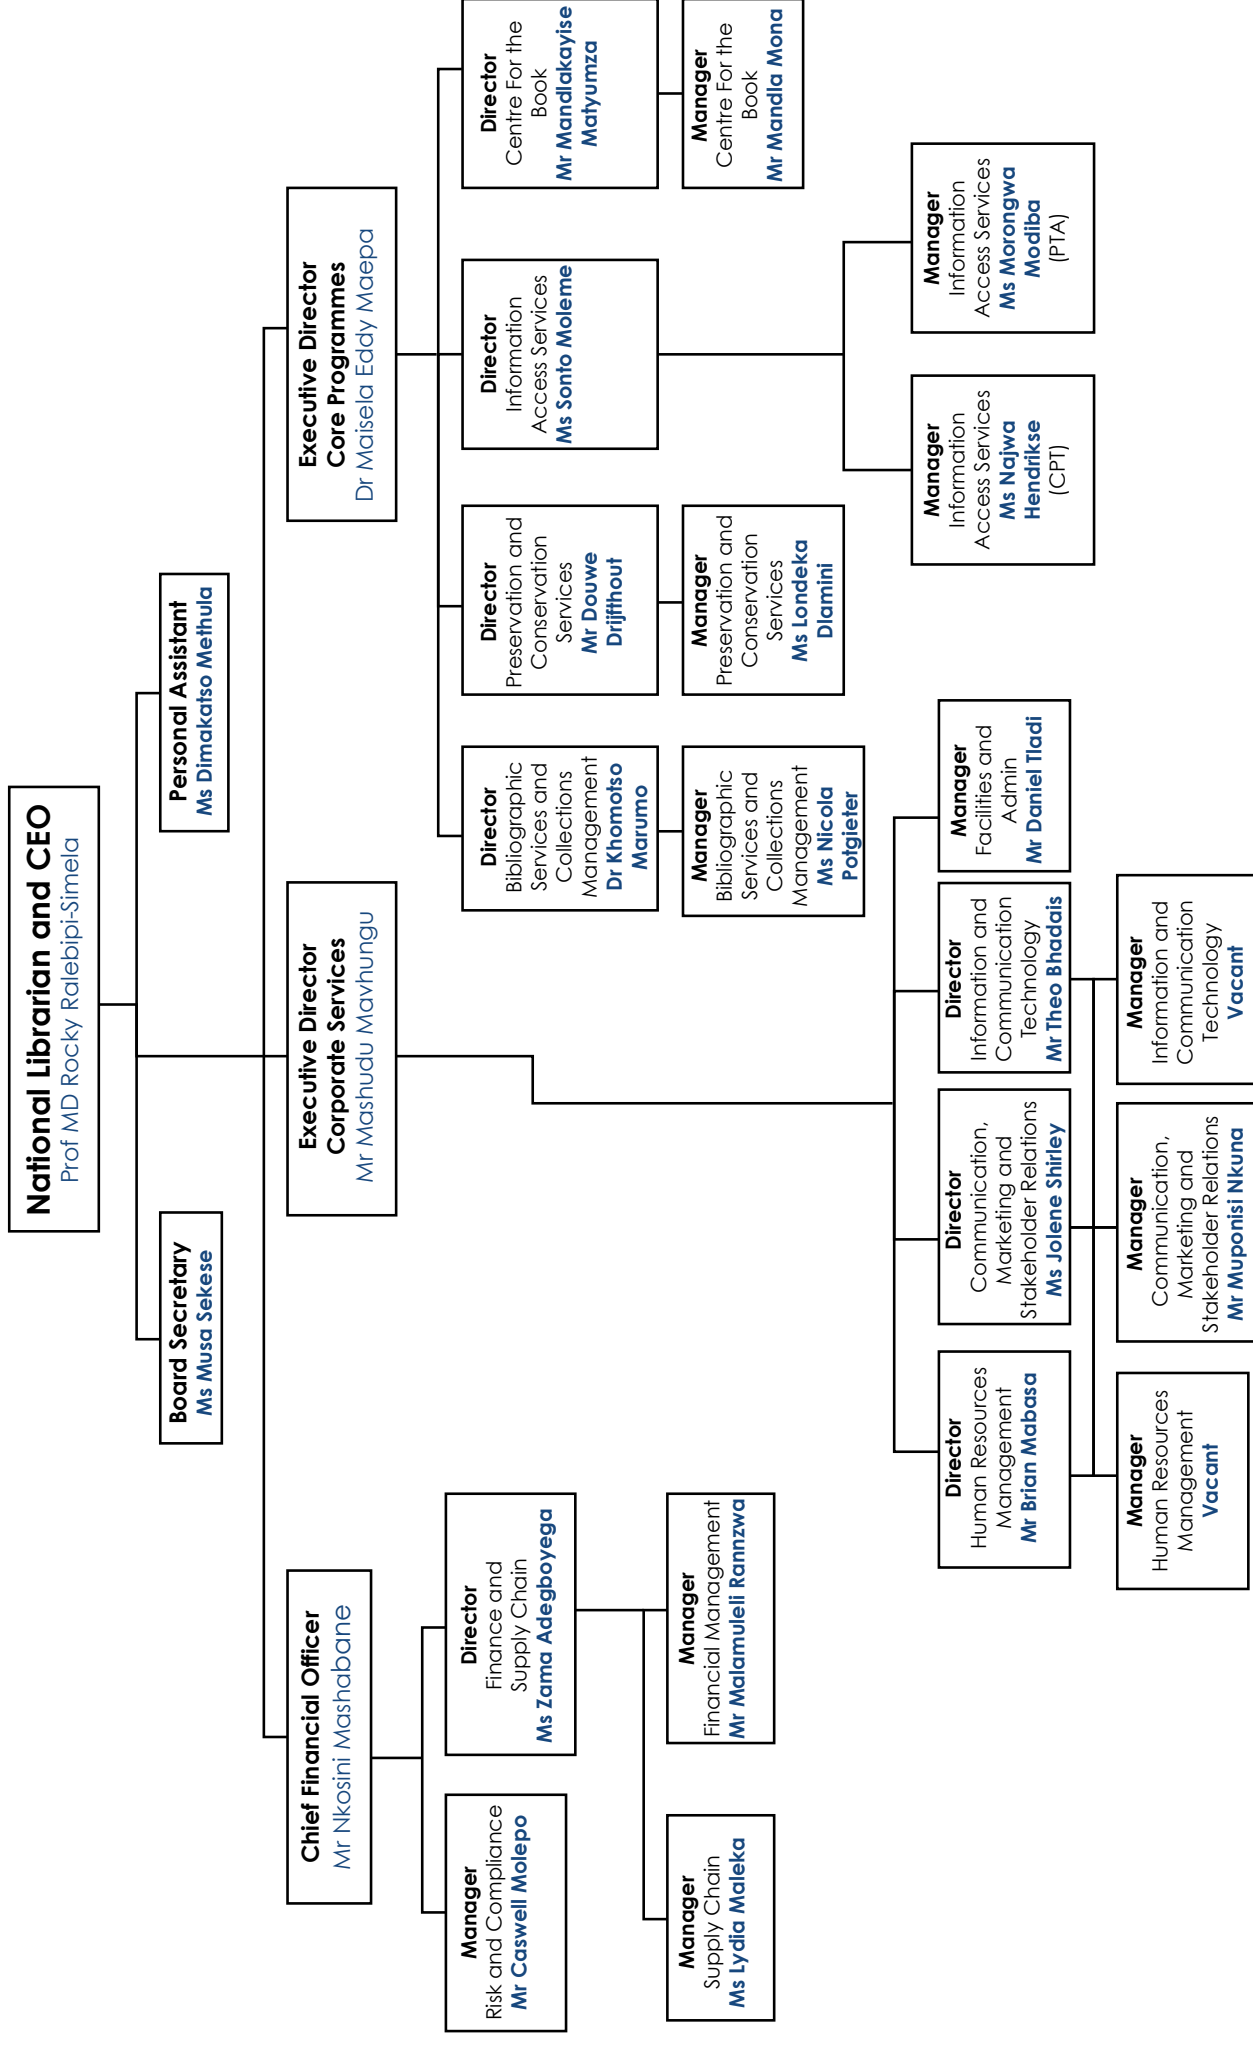 National Librarian and CEO
Prof MD Rocky Ralebipi-Simela
Board Secretary
Ms Musa Sekese
Personal Assistant
Ms Dimakatso Methula
Chief Financial Officer
Mr Nkosini Mashabane
Executive Director
Corporate Services
Mr Mashudu Mavhungu
Executive Director
Core Programmes
Dr Maisela Eddy Maepa
Manager
Risk and Compliance
Mr Caswell Molepo
Director
Finance and
Supply Chain
Ms Zama Adegboyega
Director
Bibliographic
Services and
Collections
Management
Dr Khomotso
Marumo
Director
Preservation and
Conservation
Services
Mr Douwe
Drijfthout
Director
Information
Access Services
Ms Sonto Moleme
Director
Centre For the
Book
Mr Mandlakayise
Matyumza
Manager
Supply Chain
Ms Lydia Maleka
Manager
Financial Management
Mr Malamuleli Rannzwa
Manager
Bibliographic
Services and
Collections
Management
Ms Nicola
Potgieter
Manager
Preservation and
Conservation
Services
Ms Londeka
Dlamini
Manager
Centre For the
Book
Mr Mandla Mona
Manager
Information
Access Services
Ms Najwa
Hendrikse
(CPT)
Manager
Information
Access Services
Ms Morongwa
Modiba
(PTA)
Director
Human Resources
Management
Mr Brian Mabasa
Director
Communication,
Marketing and
Stakeholder Relations
Ms Jolene Shirley
Director
Information and
Communication
Technology
Mr Theo Bhadais
Manager
Facilities and
Admin
Mr Daniel Tladi
Manager
Human Resources
Management
Vacant
Manager
Communication,
Marketing and
Stakeholder Relations
Mr Muponisi Nkuna
Manager
Information and
Communication
Technology
Vacant